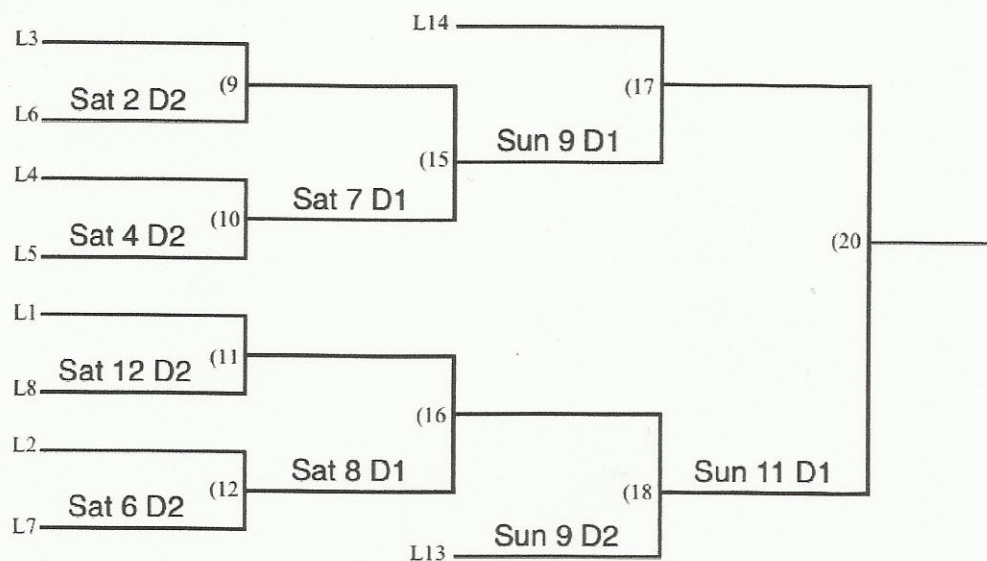 L14
L3
(9
(17
Sat 2 D2
L6
Sun 9 D1
(15
L4
Sat 7 D1
(10
Sat 4 D2
(20
L5
L1
(11
Sat 12 D2
L8
(16
L2
Sat 8 D1
Sun 11 D1
(12
(18
Sat 6 D2
L7
Sun 9 D2
L13